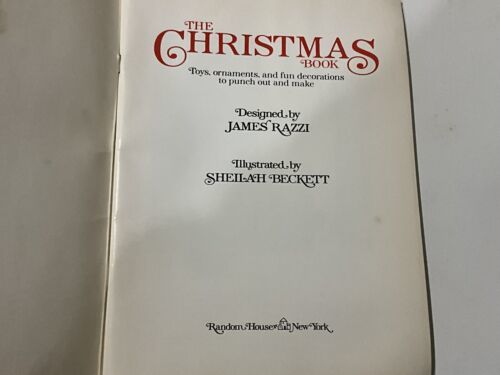 THE
CHRISTMAS
BOOK
Toys, ornaments, and fun decorations
to punch out and make
Designed by
JAMES RAZZI
Illustrated by
SHEILAH BECKETT
Random House New York